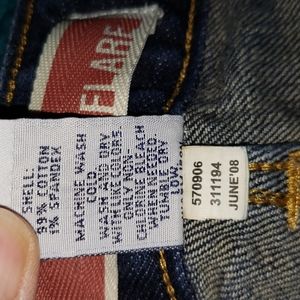 FLARE
SHELL:
99% COTTON
1% SPANDEX
MACHINE WASH
COLD.
WASH AND DRY
WITH LIKE COLORS.
ONLY NON-
CHLORINE BLEACH
WHEN NEEDED.
TUMBLE DRY
LOW.
570906
311194
JUNE'08